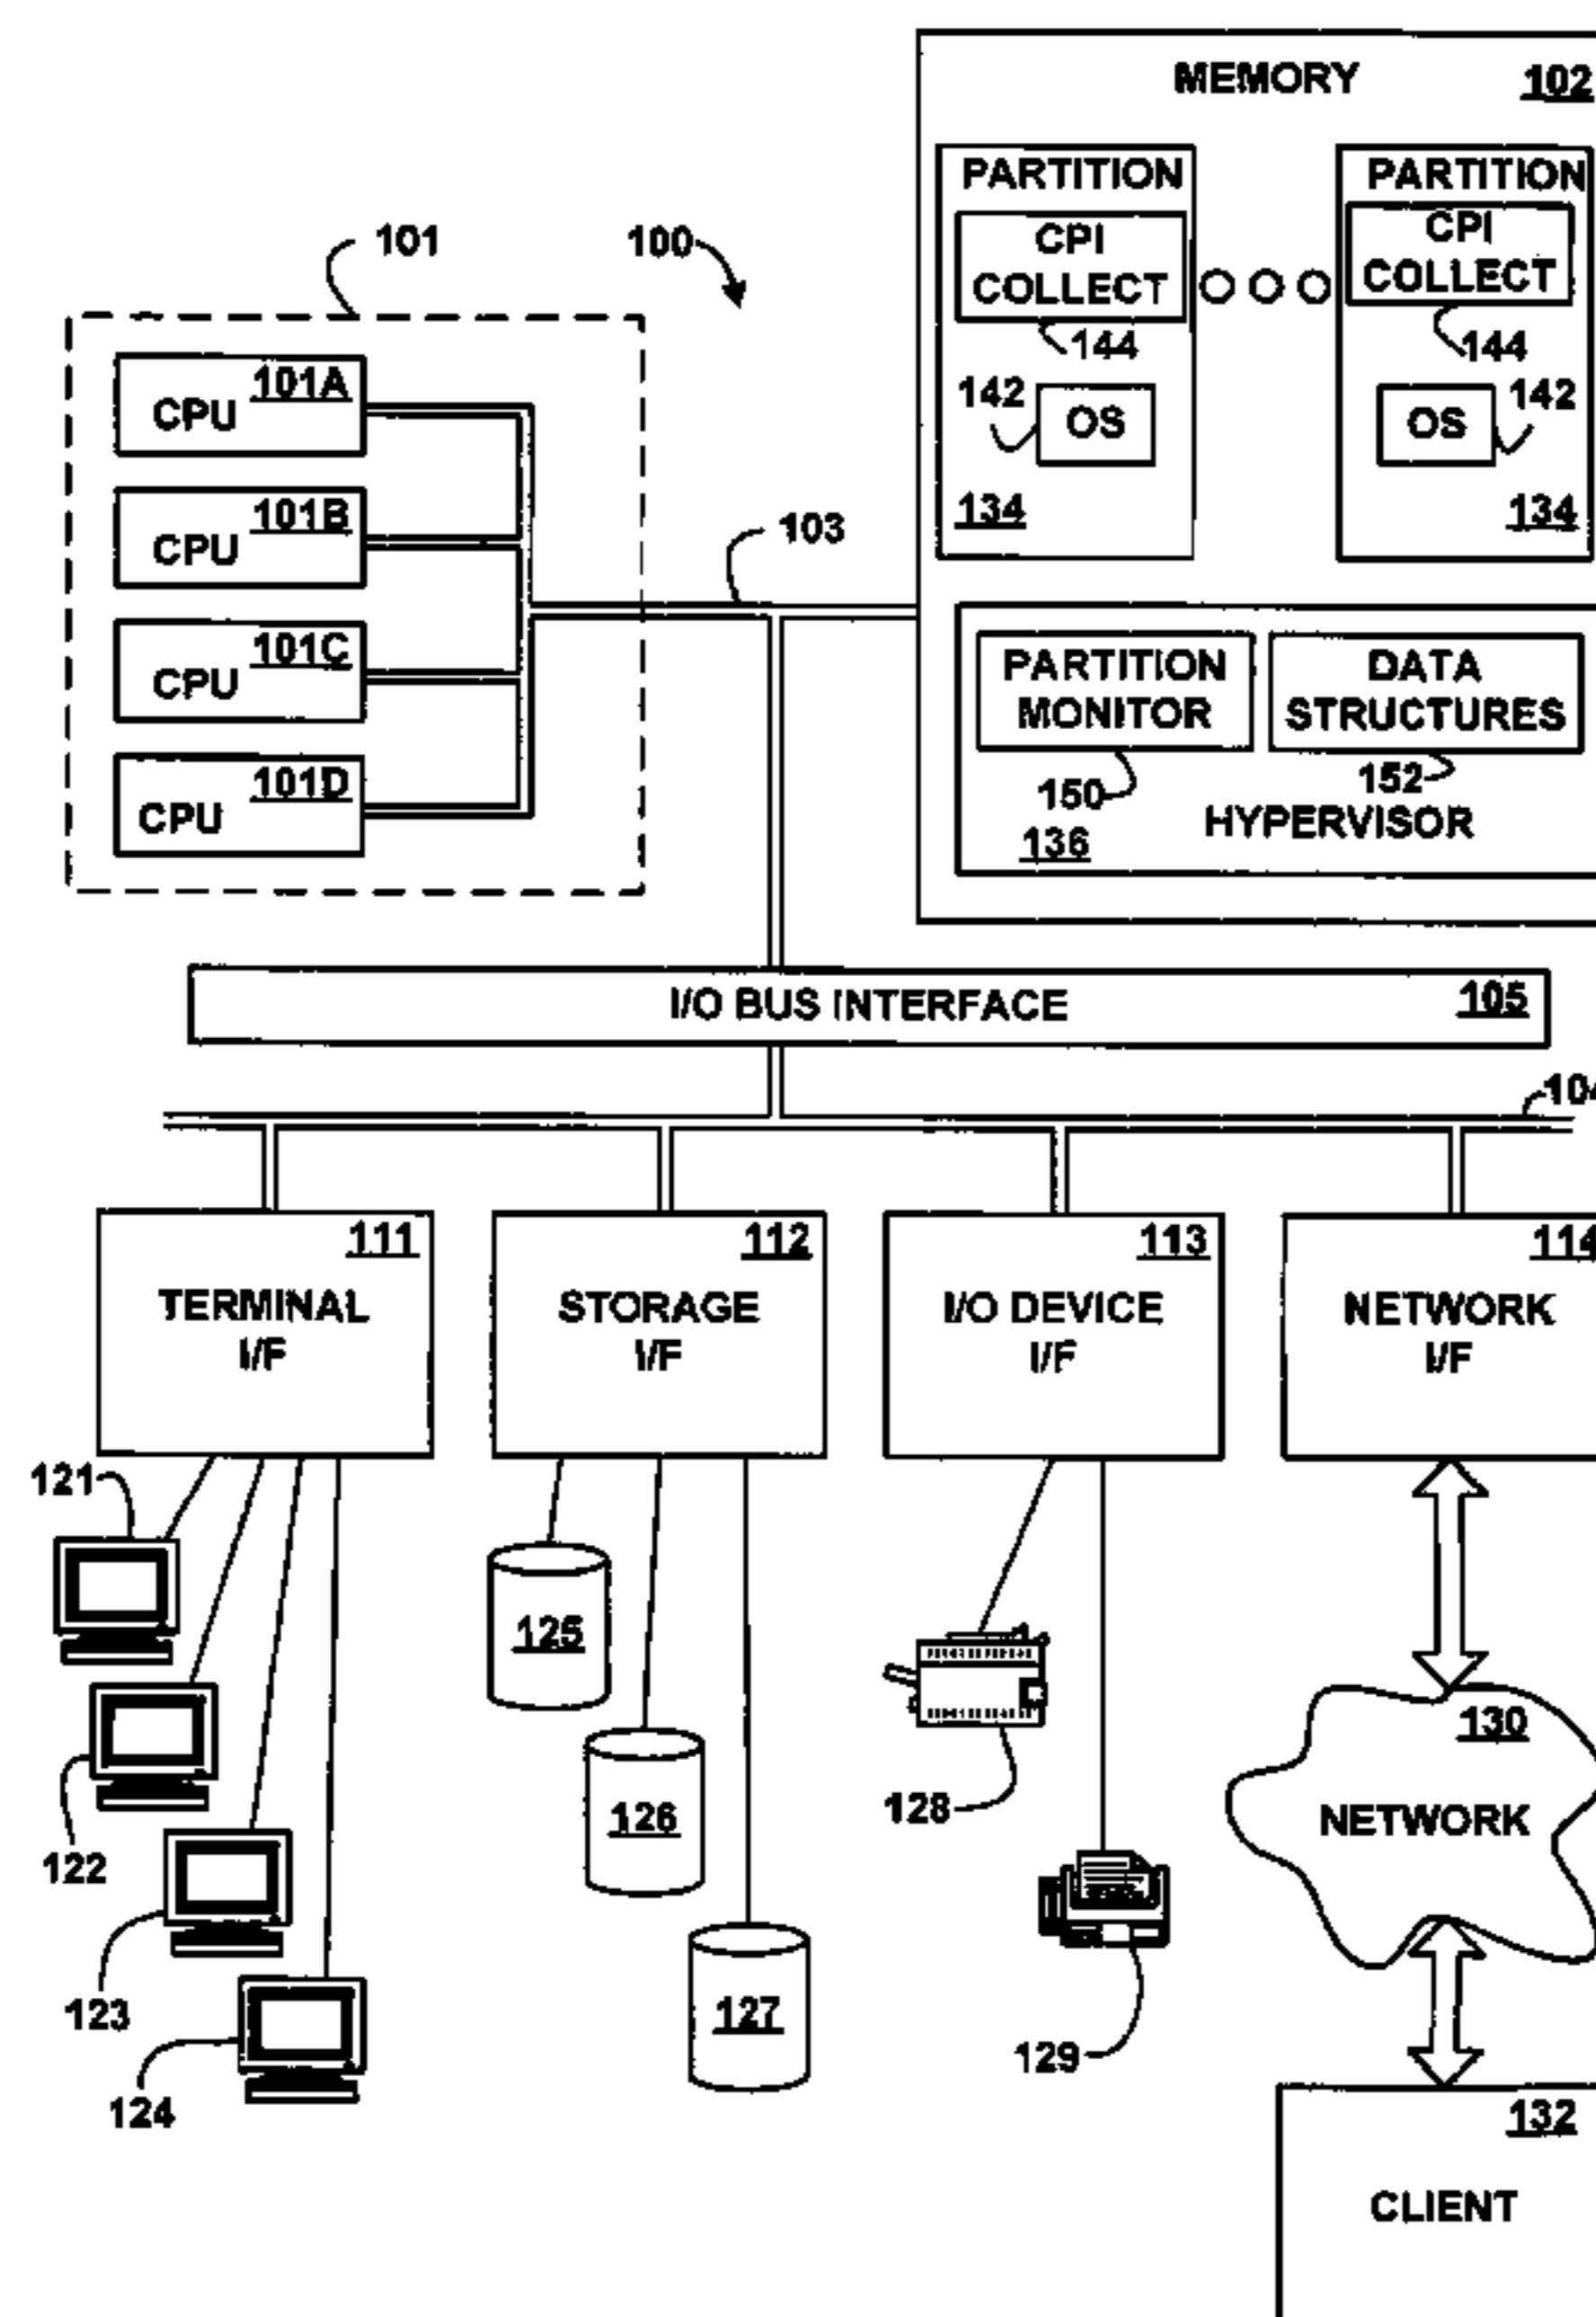 MEMORY 102
PARTITION PARTITION
101 100 CPI CPI
COLLECT COLLECT
144 144
101A
CPU
142 142
OS OS
101B
CPU
134 134
103
101C
CPU
PARTITION DATA
MONITOR STRUCTURES
101D
CPU
150 152
136 HYPERVISOR
I/O BUS INTERFACE 105
104
111 112 113 114
TERMINAL STORAGE I/O DEVICE NETWORK
I/F I/F I/F I/F
121
125
130
128 126 NETWORK
122
123 127 129
124 132
CLIENT